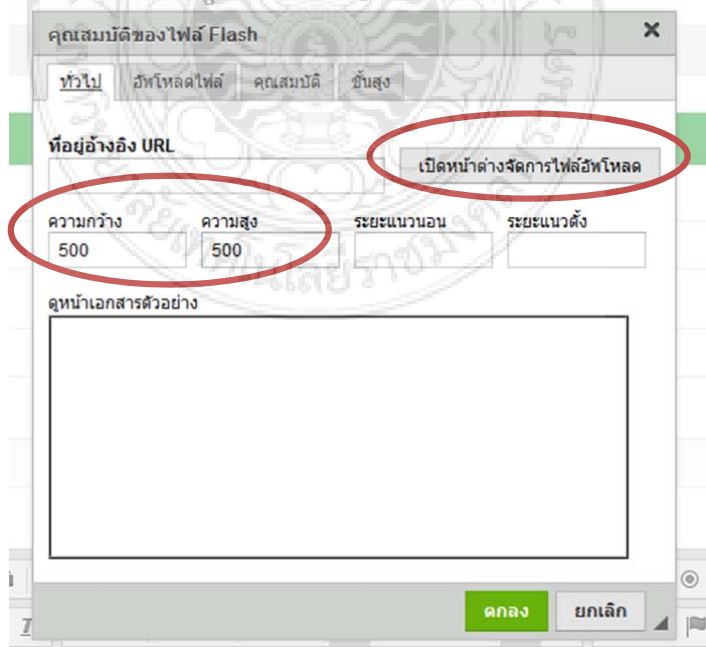 คุณสมบัติของไฟล์ Flash
ทั่วไป อัพโหลดไฟล์ คุณสมบัติ ขั้นสูง
ที่อยู่อ้างอิง URL
เปิดหน้าต่างจัดการไฟล์อัพโหลด
ความกว้าง ความสูง ระยะแนวนอน ระยะแนวตั้ง
500 500
ดูหน้าเอกสารตัวอย่าง
ตกลง ยกเลิก